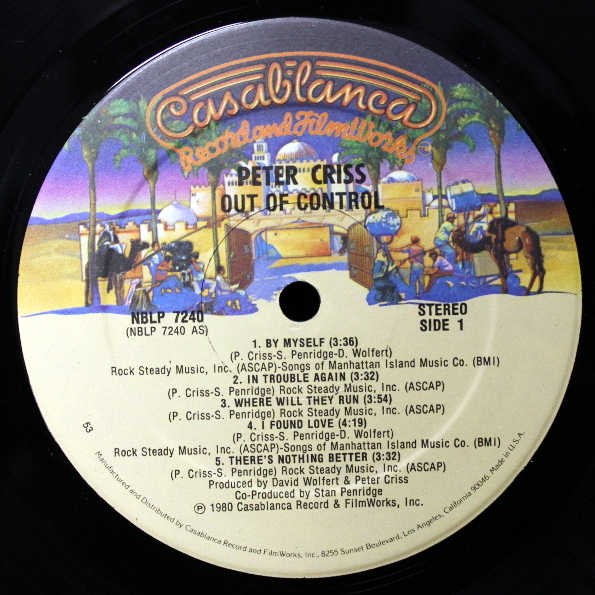 Casablanca
Record and FilmWorks
PETER CRISS
OUT OF CONTROL
NBLP 7240
(NBLP 7240 AS)
STEREO
SIDE 1
1. BY MYSELF (3:36)
(P. Criss-S. Penridge-D. Wolfert)
Rock Steady Music, Inc. (ASCAP)-Songs of Manhattan Island Music Co. (BMI)
2. IN TROUBLE AGAIN (3:32)
(P. Criss-S. Penridge) Rock Steady Music, Inc. (ASCAP)
3. WHERE WILL THEY RUN (3:54)
(P. Criss-S. Penridge) Rock Steady Music, Inc. (ASCAP)
4. I FOUND LOVE (4:19)
(P. Criss-S. Penridge-D. Wolfert)
Rock Steady Music, Inc. (ASCAP)-Songs of Manhattan Island Music Co. (BMI)
5. THERE'S NOTHING BETTER (3:32)
(P. Criss-S. Penridge) Rock Steady Music, Inc. (ASCAP)
Produced by David Wolfert & Peter Criss
Co-Produced by Stan Penridge
℗ 1980 Casablanca Record & FilmWorks, Inc.
53
Manufactured and Distributed by Casablanca Record and FilmWorks, Inc., 8255 Sunset Boulevard, Los Angeles, California 90046, Made in U.S.A.